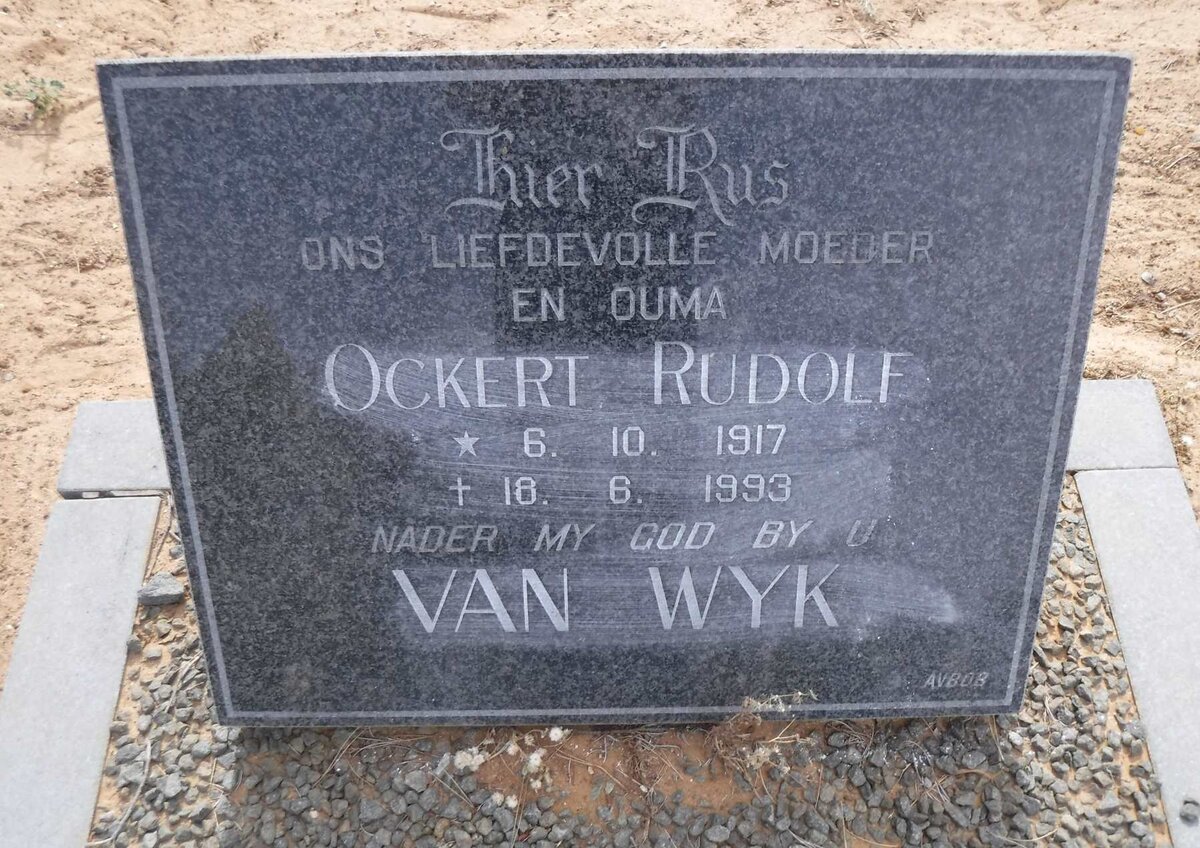 Hier Rus
ONS LIEFDEVOLLE MOEDER
EN OUMA
OCKERT RUDOLF
★ 6. 10. 1917
† 18. 6. 1993
NADER MY GOD BY U
VAN WYK
AVBOB